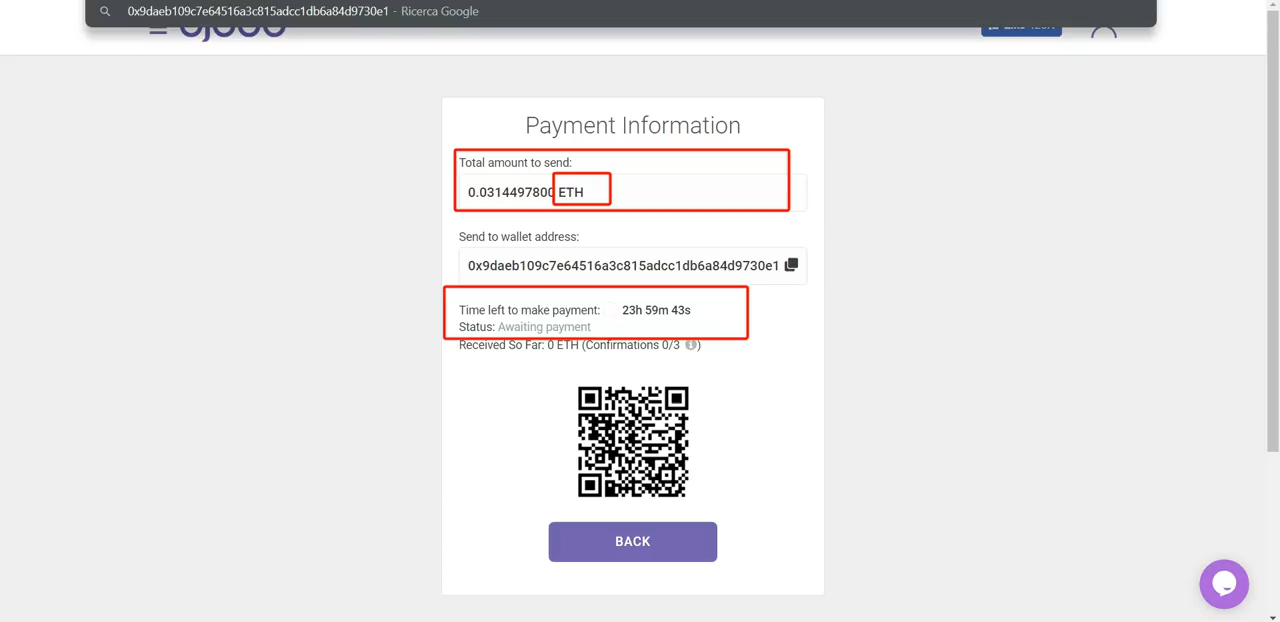 0x9daeb109c7e64516a3c815adcc1db6a84d9730e1 - Ricerca Google
Payment Information
Total amount to send:
0.0314497800 ETH
Send to wallet address:
0x9daeb109c7e64516a3c815adcc1db6a84d9730e1
Time left to make payment: 23h 59m 43s
Status: Awaiting payment
Received So Far: 0 ETH (Confirmations 0/3 )
BACK